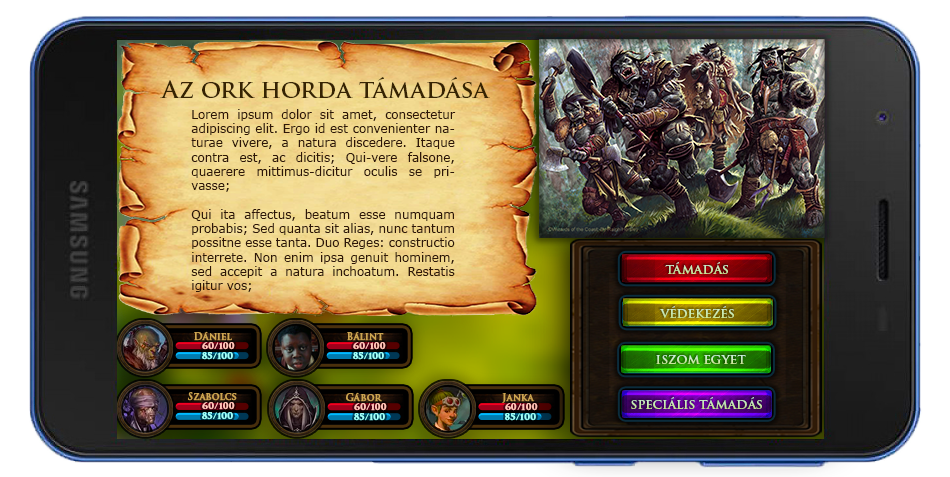 SAMSUNG
AZ ORK HORDA TÁMADÁSA
Lorem ipsum dolor sit amet, consectetur
adipiscing elit. Ergo id est convenienter na-
turae vivere, a natura discedere. Itaque
contra est, ac dicitis; Qui-vere falsone,
quaerere mittimus-dicitur oculis se pri-
vasse;
Qui ita affectus, beatum esse numquam
probabis; Sed quanta sit alias, nunc tantum
possitne esse tanta. Duo Reges: constructio
interrete. Non enim ipsa genuit hominem,
sed accepit a natura inchoatum. Restatis
igitur vos;
TÁMADÁS
VÉDEKEZÉS
ISZOM EGYET
SPECIÁLIS TÁMADÁS
DÁNIEL
60/100
85/100
BÁLINT
60/100
85/100
SZABOLCS
60/100
85/100
GÁBOR
60/100
85/100
JANKA
60/100
85/100